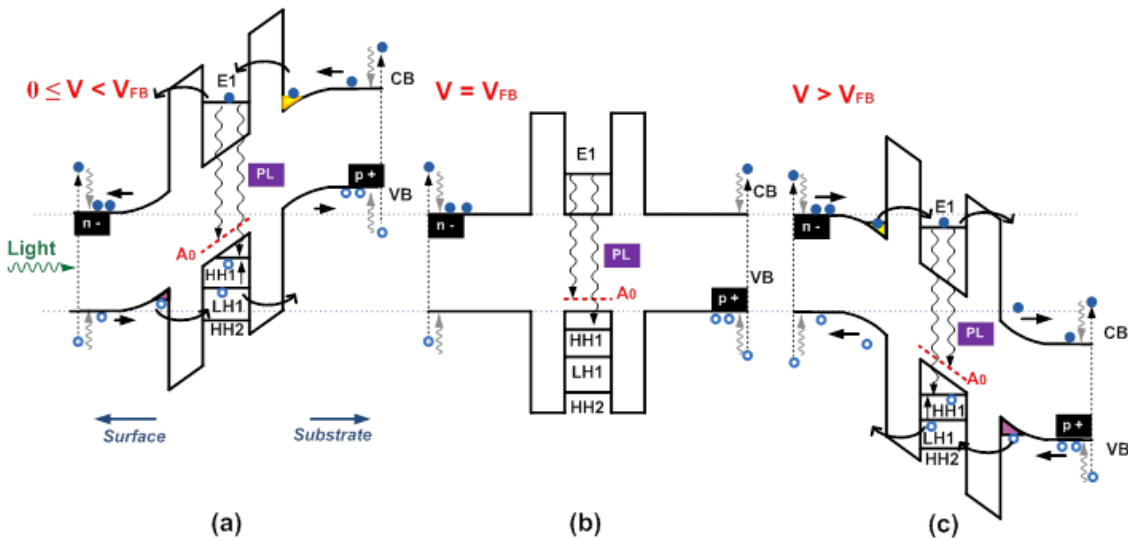 0 ≤ V < VFB
E1
CB
PL
p +
VB
n -
A0
Light
HH1
LH1
HH2
Surface
Substrate
(a)
V = VFB
E1
CB
n -
PL
VB
A0
p +
HH1
LH1
HH2
(b)
V > VFB
E1
n -
PL
CB
A0
HH1
LH1
p +
VB
HH2
(c)